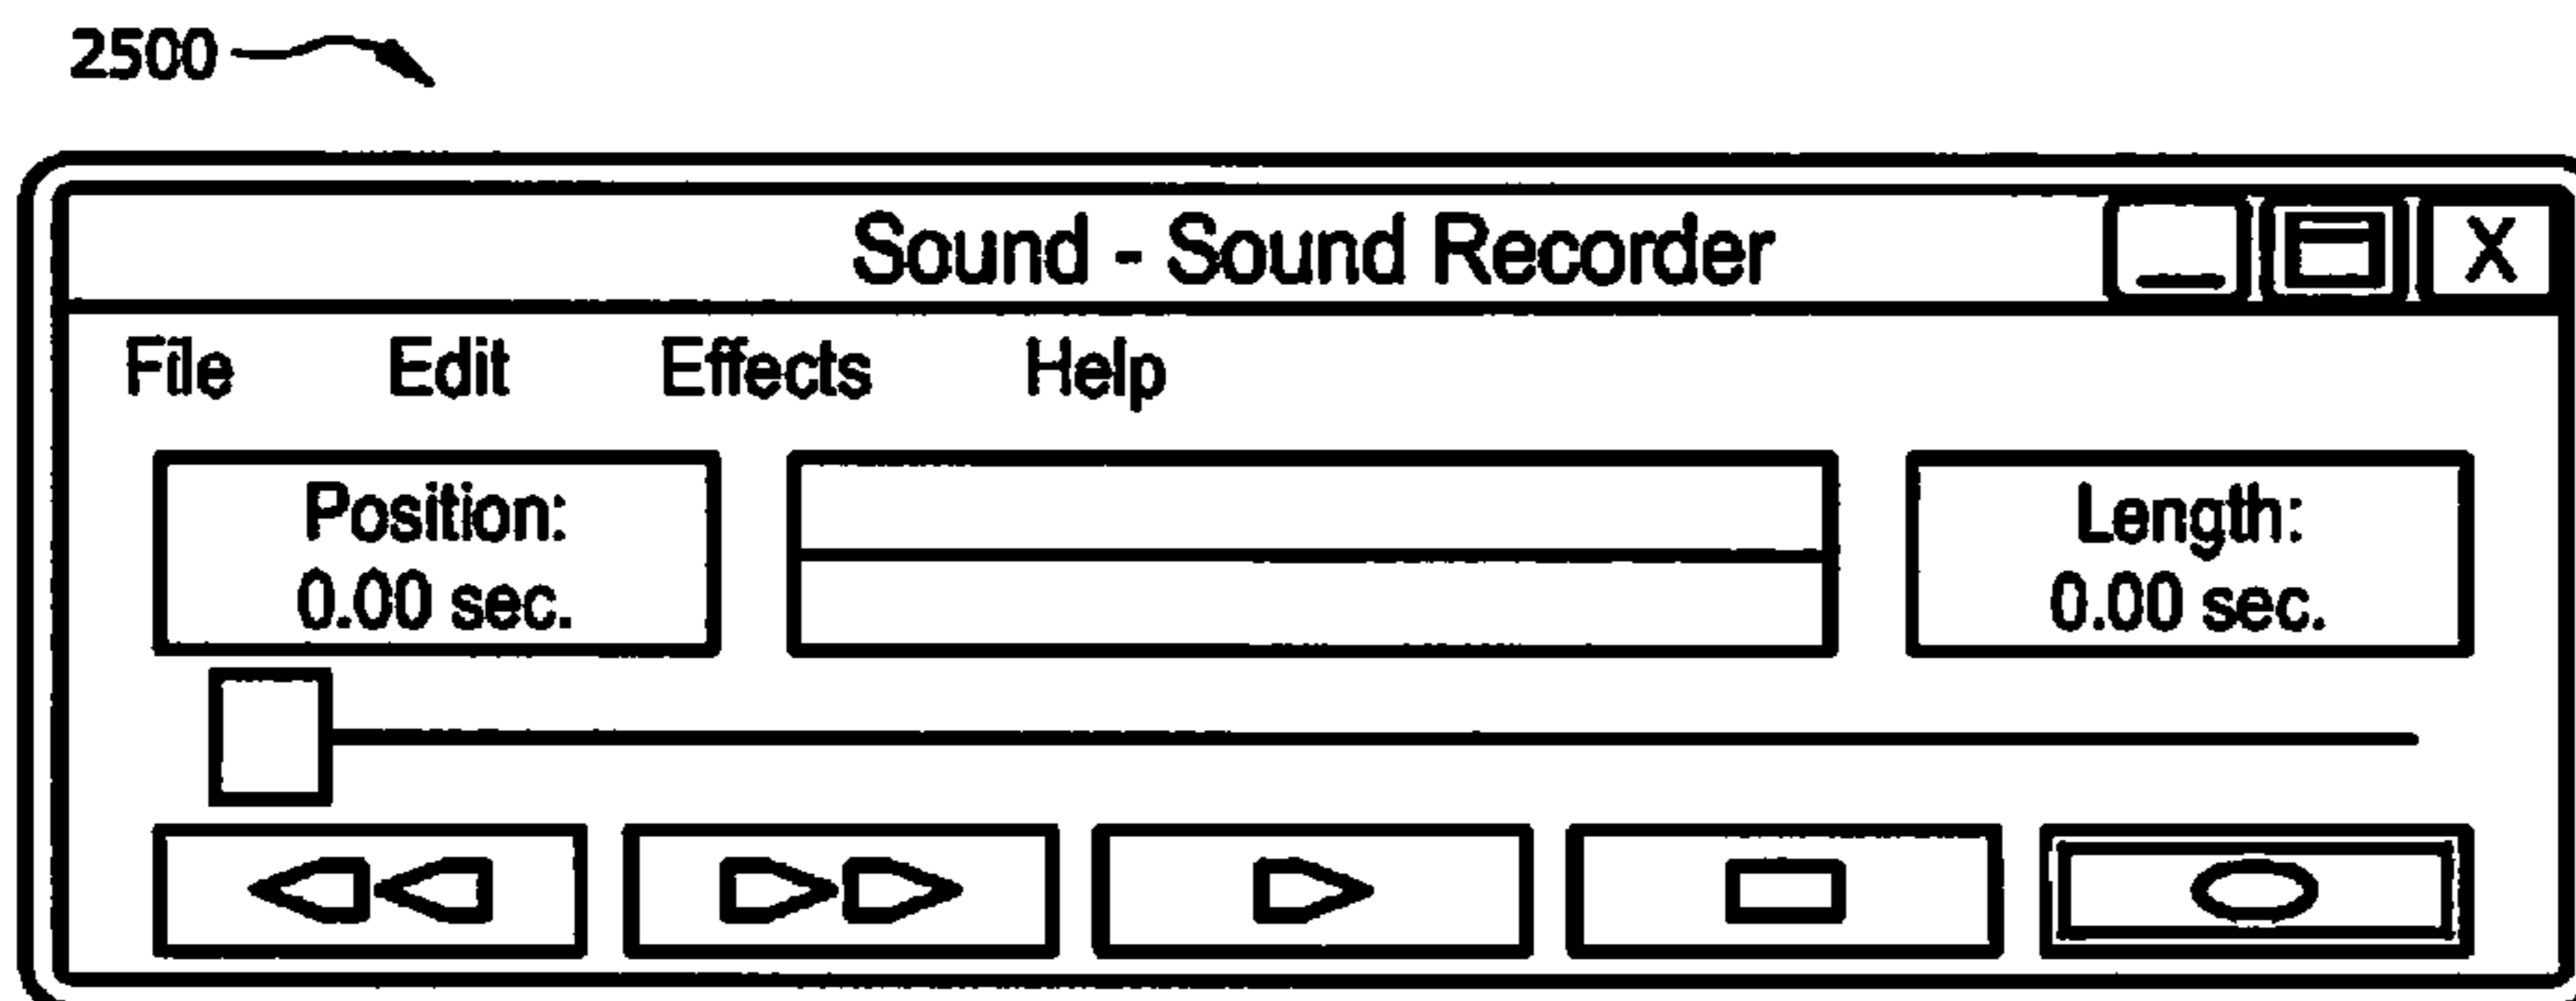 2500
Sound - Sound Recorder X
File Edit Effects Help
Position: Length:
0.00 sec. 0.00 sec.